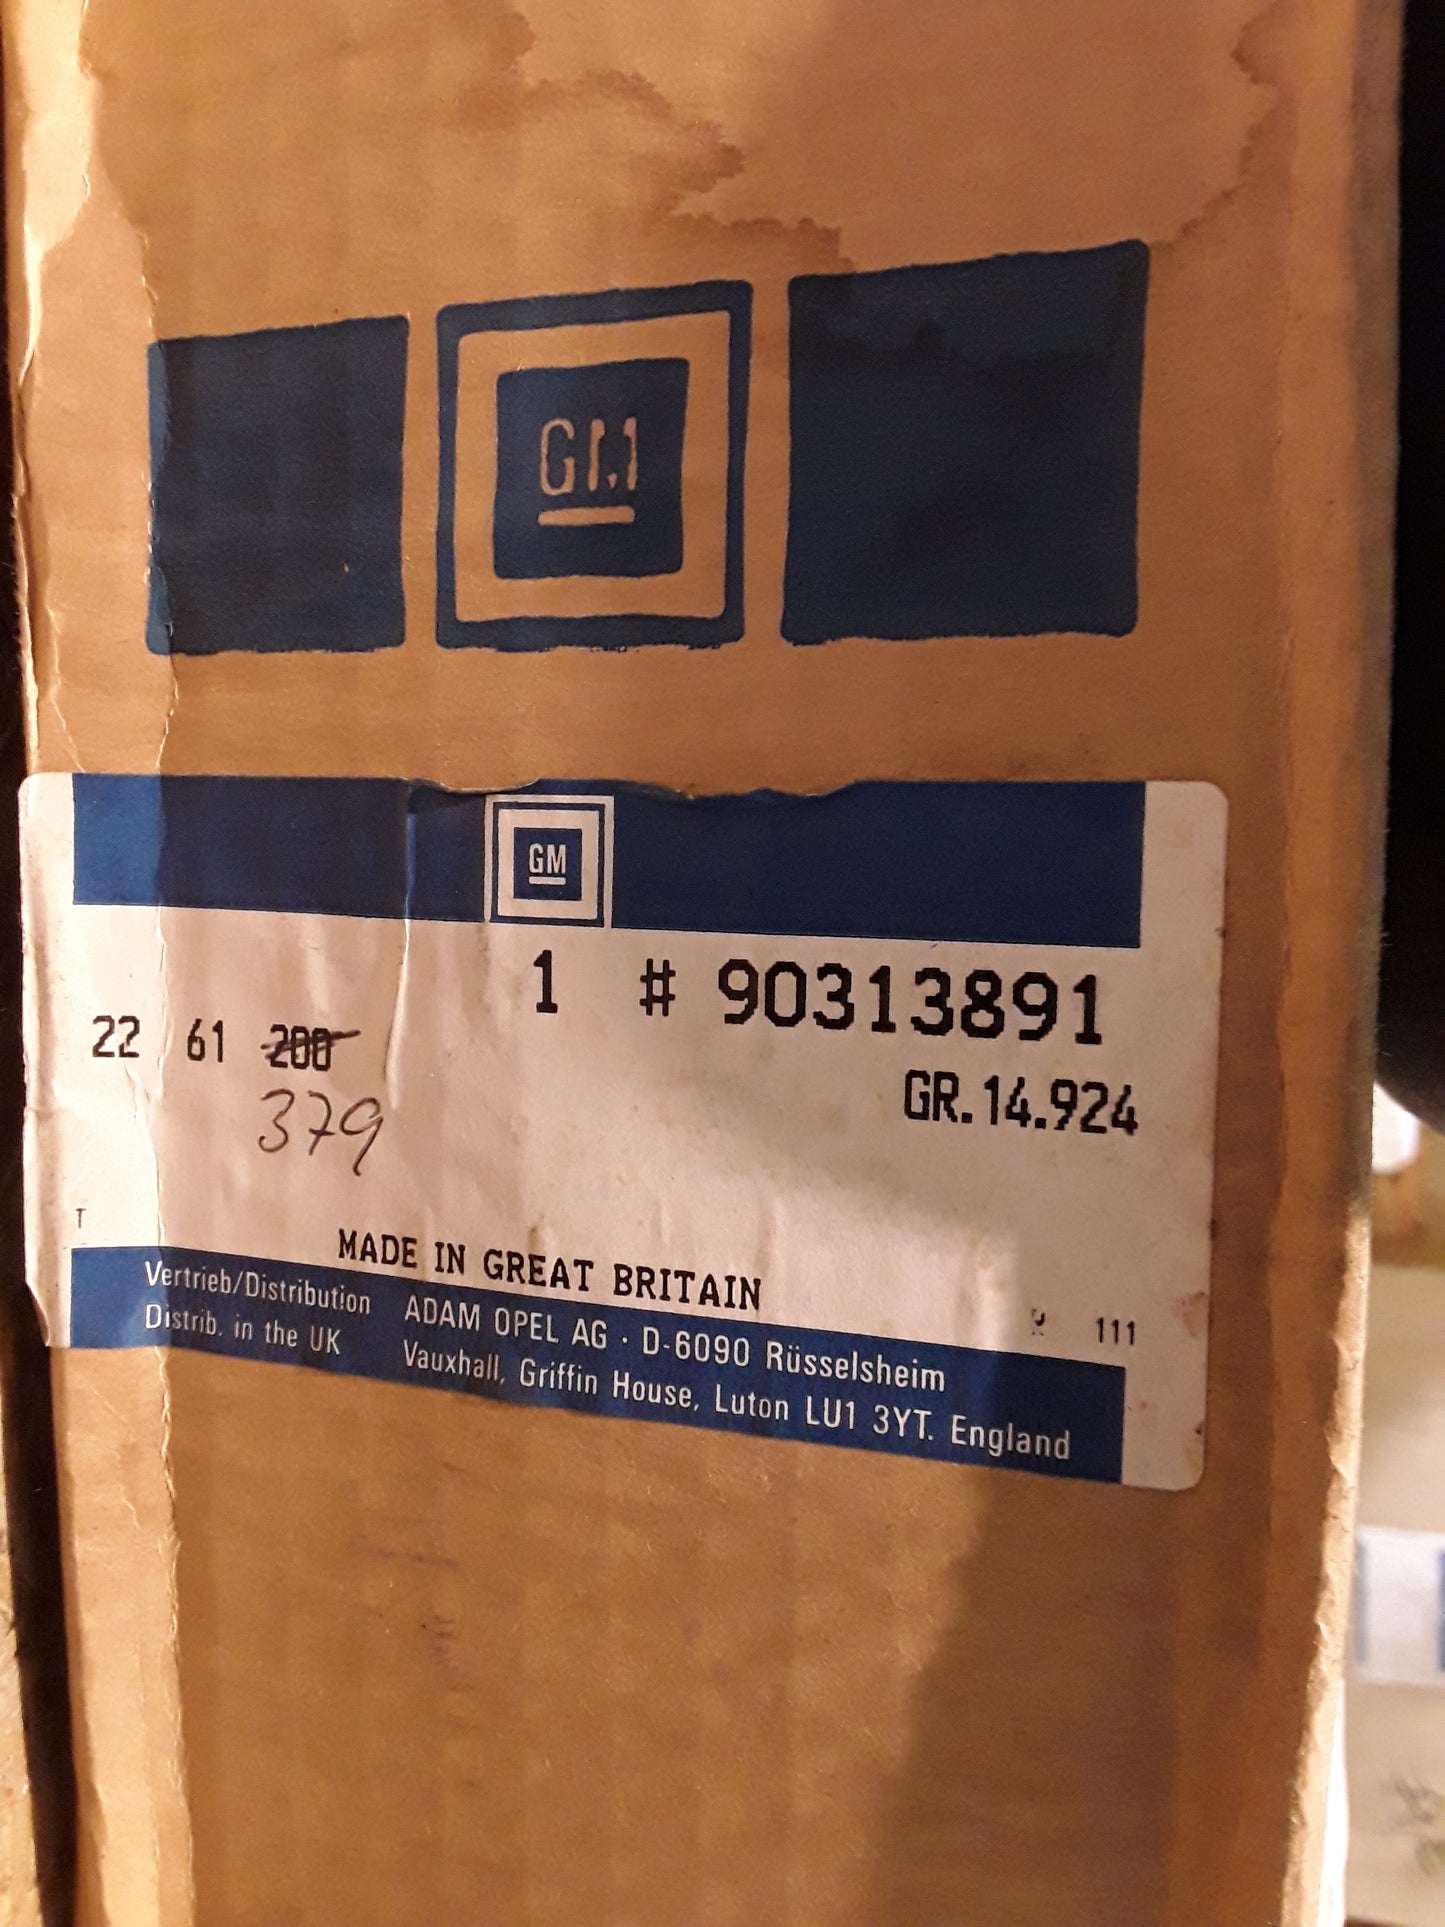 GM
GM
1 # 90313891
22 61 200
379
GR.14.924
T
MADE IN GREAT BRITAIN
111
Vertrieb/Distribution ADAM OPEL AG · D-6090 Rüsselsheim
Distrib. in the UK Vauxhall, Griffin House, Luton LU1 3YT. England